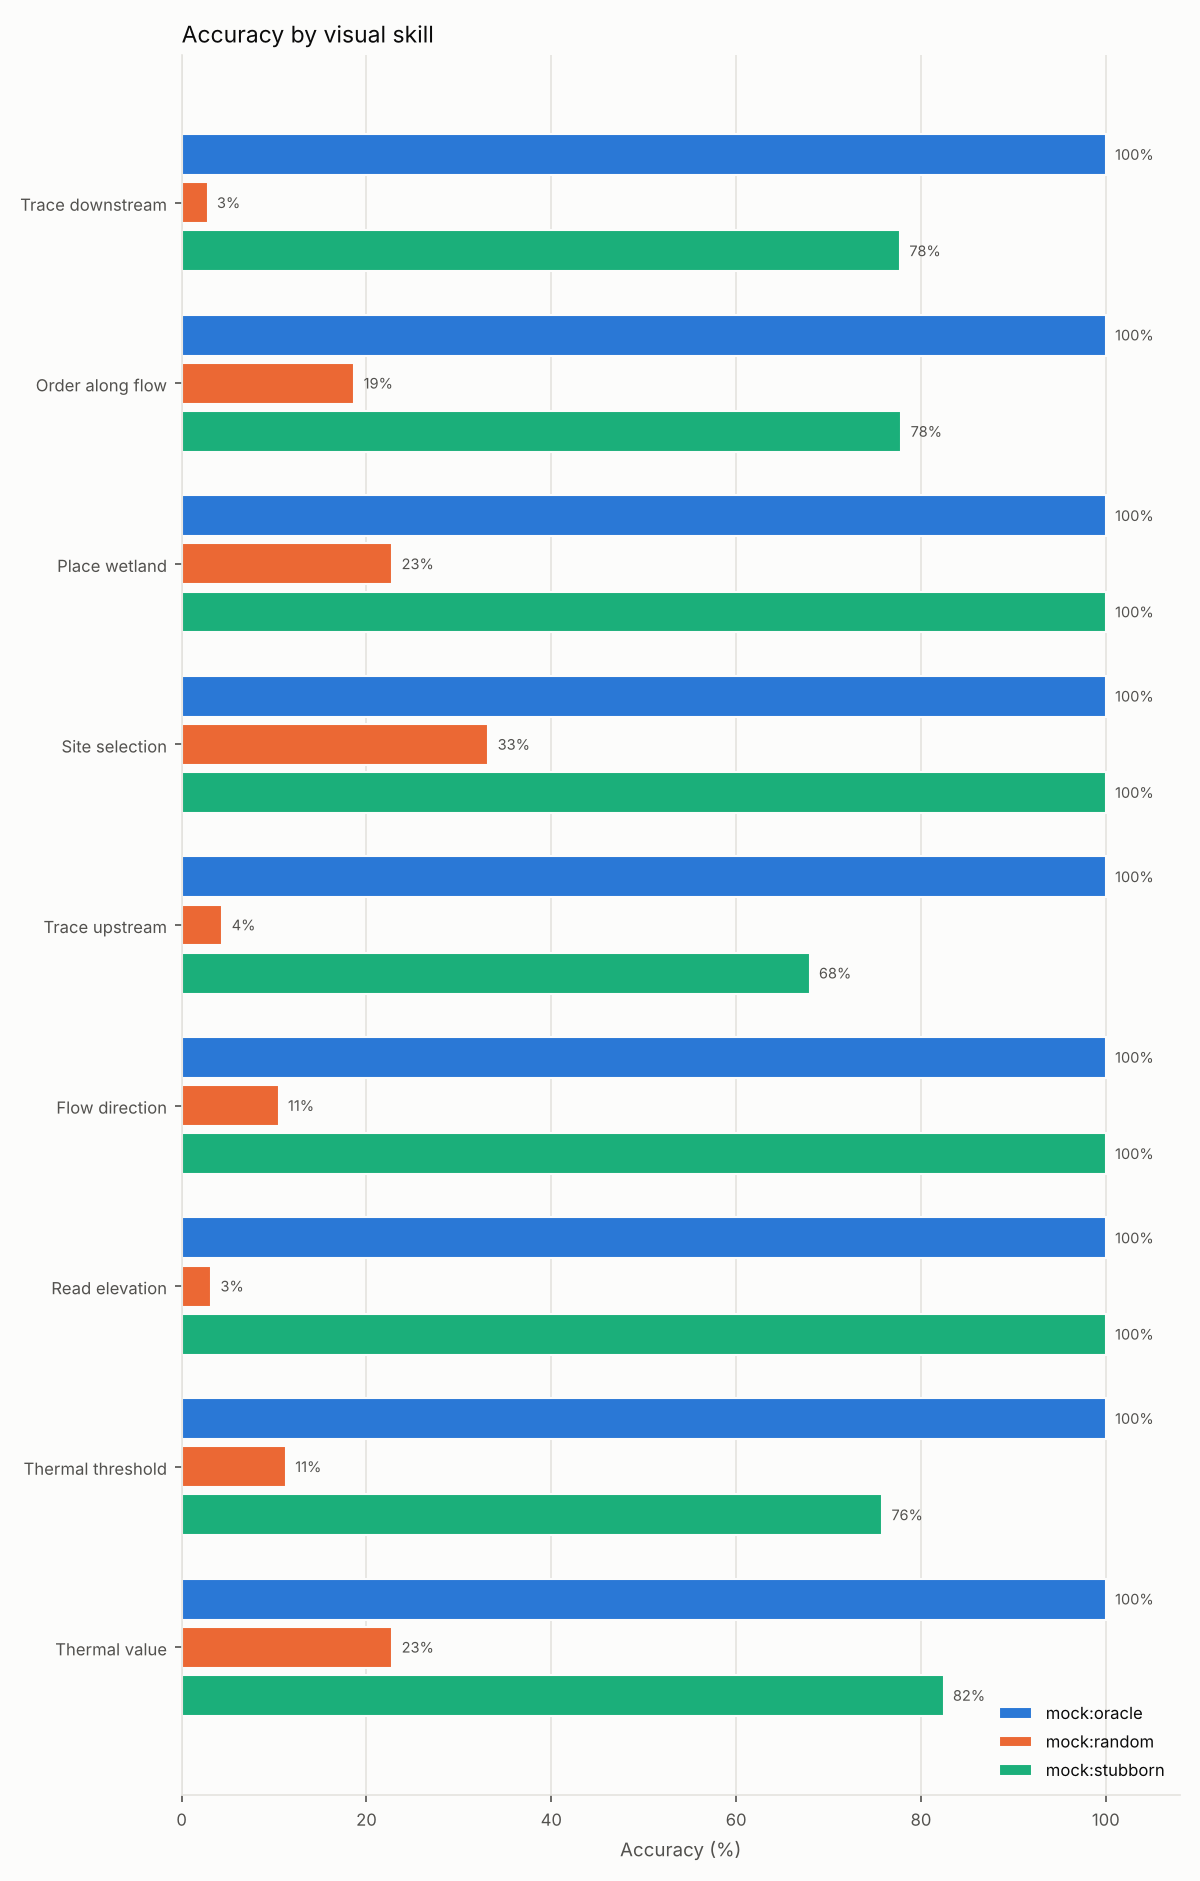 Accuracy by visual skill
100%
Trace downstream
3%
78%
100%
Order along flow
19%
78%
100%
Place wetland
23%
100%
100%
Site selection
33%
100%
100%
Trace upstream
4%
68%
100%
Flow direction
11%
100%
100%
Read elevation
3%
100%
100%
Thermal threshold
11%
76%
100%
Thermal value
23%
82%
mock:oracle
mock:random
mock:stubborn
0 20 40 60 80 100
Accuracy (%)